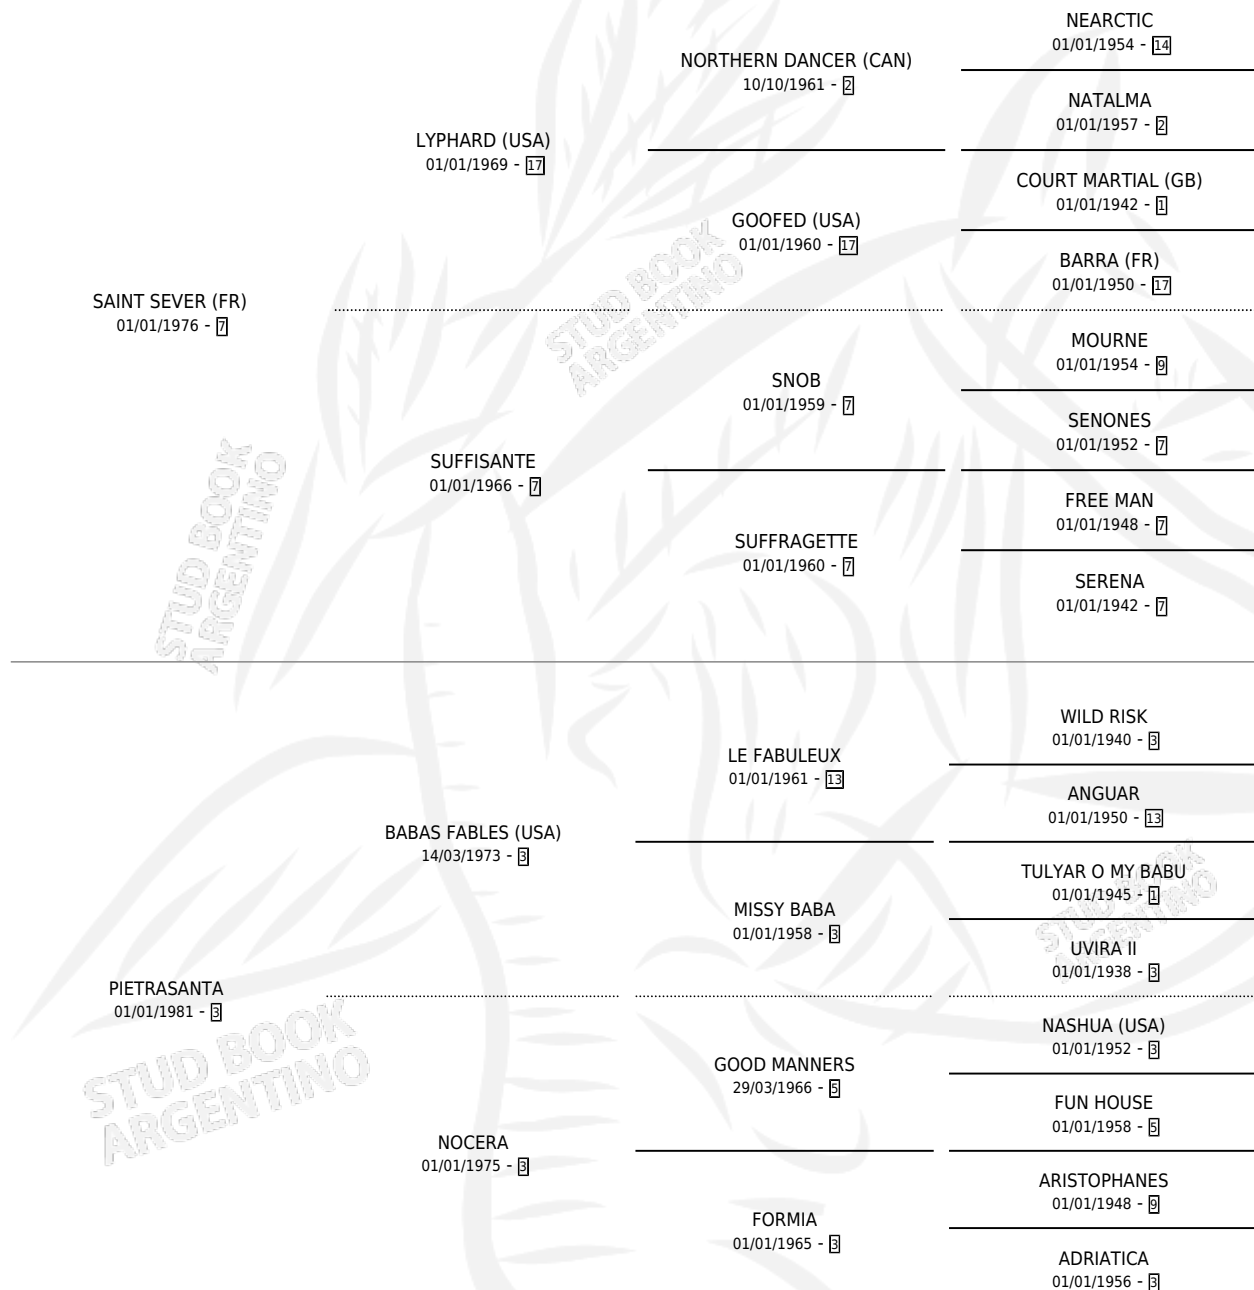 NEARCTIC
01/01/1954 - 14
NORTHERN DANCER (CAN)
10/10/1961 - 2
NATALMA
01/01/1957 - 2
LYPHARD (USA)
01/01/1969 - 17
COURT MARTIAL (GB)
01/01/1942 - 1
GOOFED (USA)
01/01/1960 - 17
BARRA (FR)
01/01/1950 - 17
SAINT SEVER (FR)
01/01/1976 - 7
MOURNE
01/01/1954 - 9
SNOB
01/01/1959 - 7
SENONES
01/01/1952 - 7
SUFFISANTE
01/01/1966 - 7
FREE MAN
01/01/1948 - 7
SUFFRAGETTE
01/01/1960 - 7
SERENA
01/01/1942 - 7
WILD RISK
01/01/1940 - 3
LE FABULEUX
01/01/1961 - 13
ANGUAR
01/01/1950 - 13
BABAS FABLES (USA)
14/03/1973 - 3
TULYAR O MY BABU
01/01/1945 - 1
MISSY BABA
01/01/1958 - 3
UVIRA II
01/01/1938 - 3
PIETRASANTA
01/01/1981 - 3
NASHUA (USA)
01/01/1952 - 3
GOOD MANNERS
29/03/1966 - 5
FUN HOUSE
01/01/1958 - 5
NOCERA
01/01/1975 - 3
ARISTOPHANES
01/01/1948 - 9
FORMIA
01/01/1965 - 3
ADRIATICA
01/01/1956 - 3
STUD BOOK
ARGENTINO
STUD BOOK
ARGENTINO
STUD BOOK
ARGENTINO
STUD BOOK
ARGENTINO